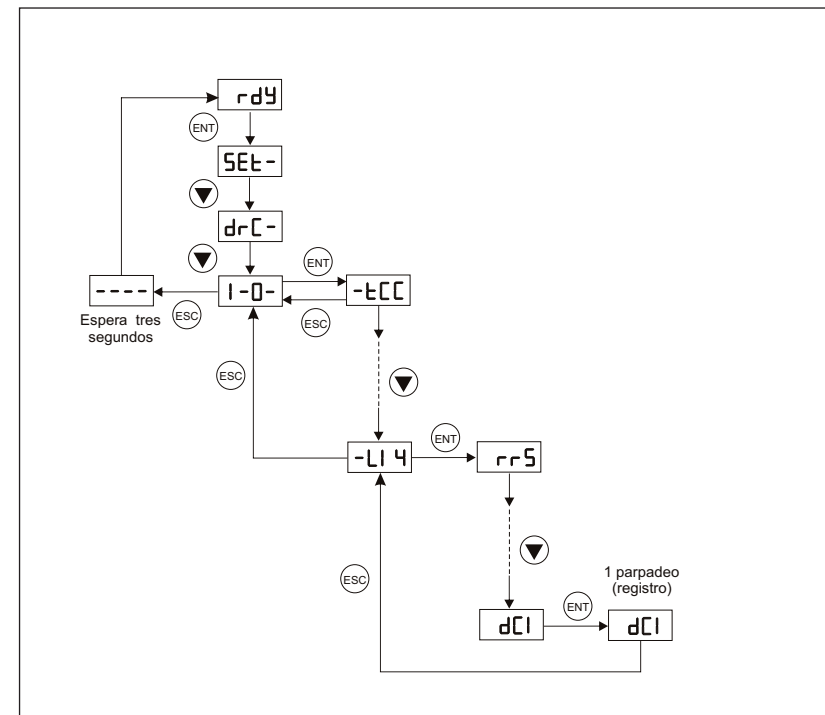 rdY
ENT
SEt-
drC-
ENT
I-O-
-tCC
----
ESC
ESC
Espera tres
segundos
ESC
-LI4
ENT
rrS
ESC
1 parpadeo
(registro)
ENT
dCI
dCI